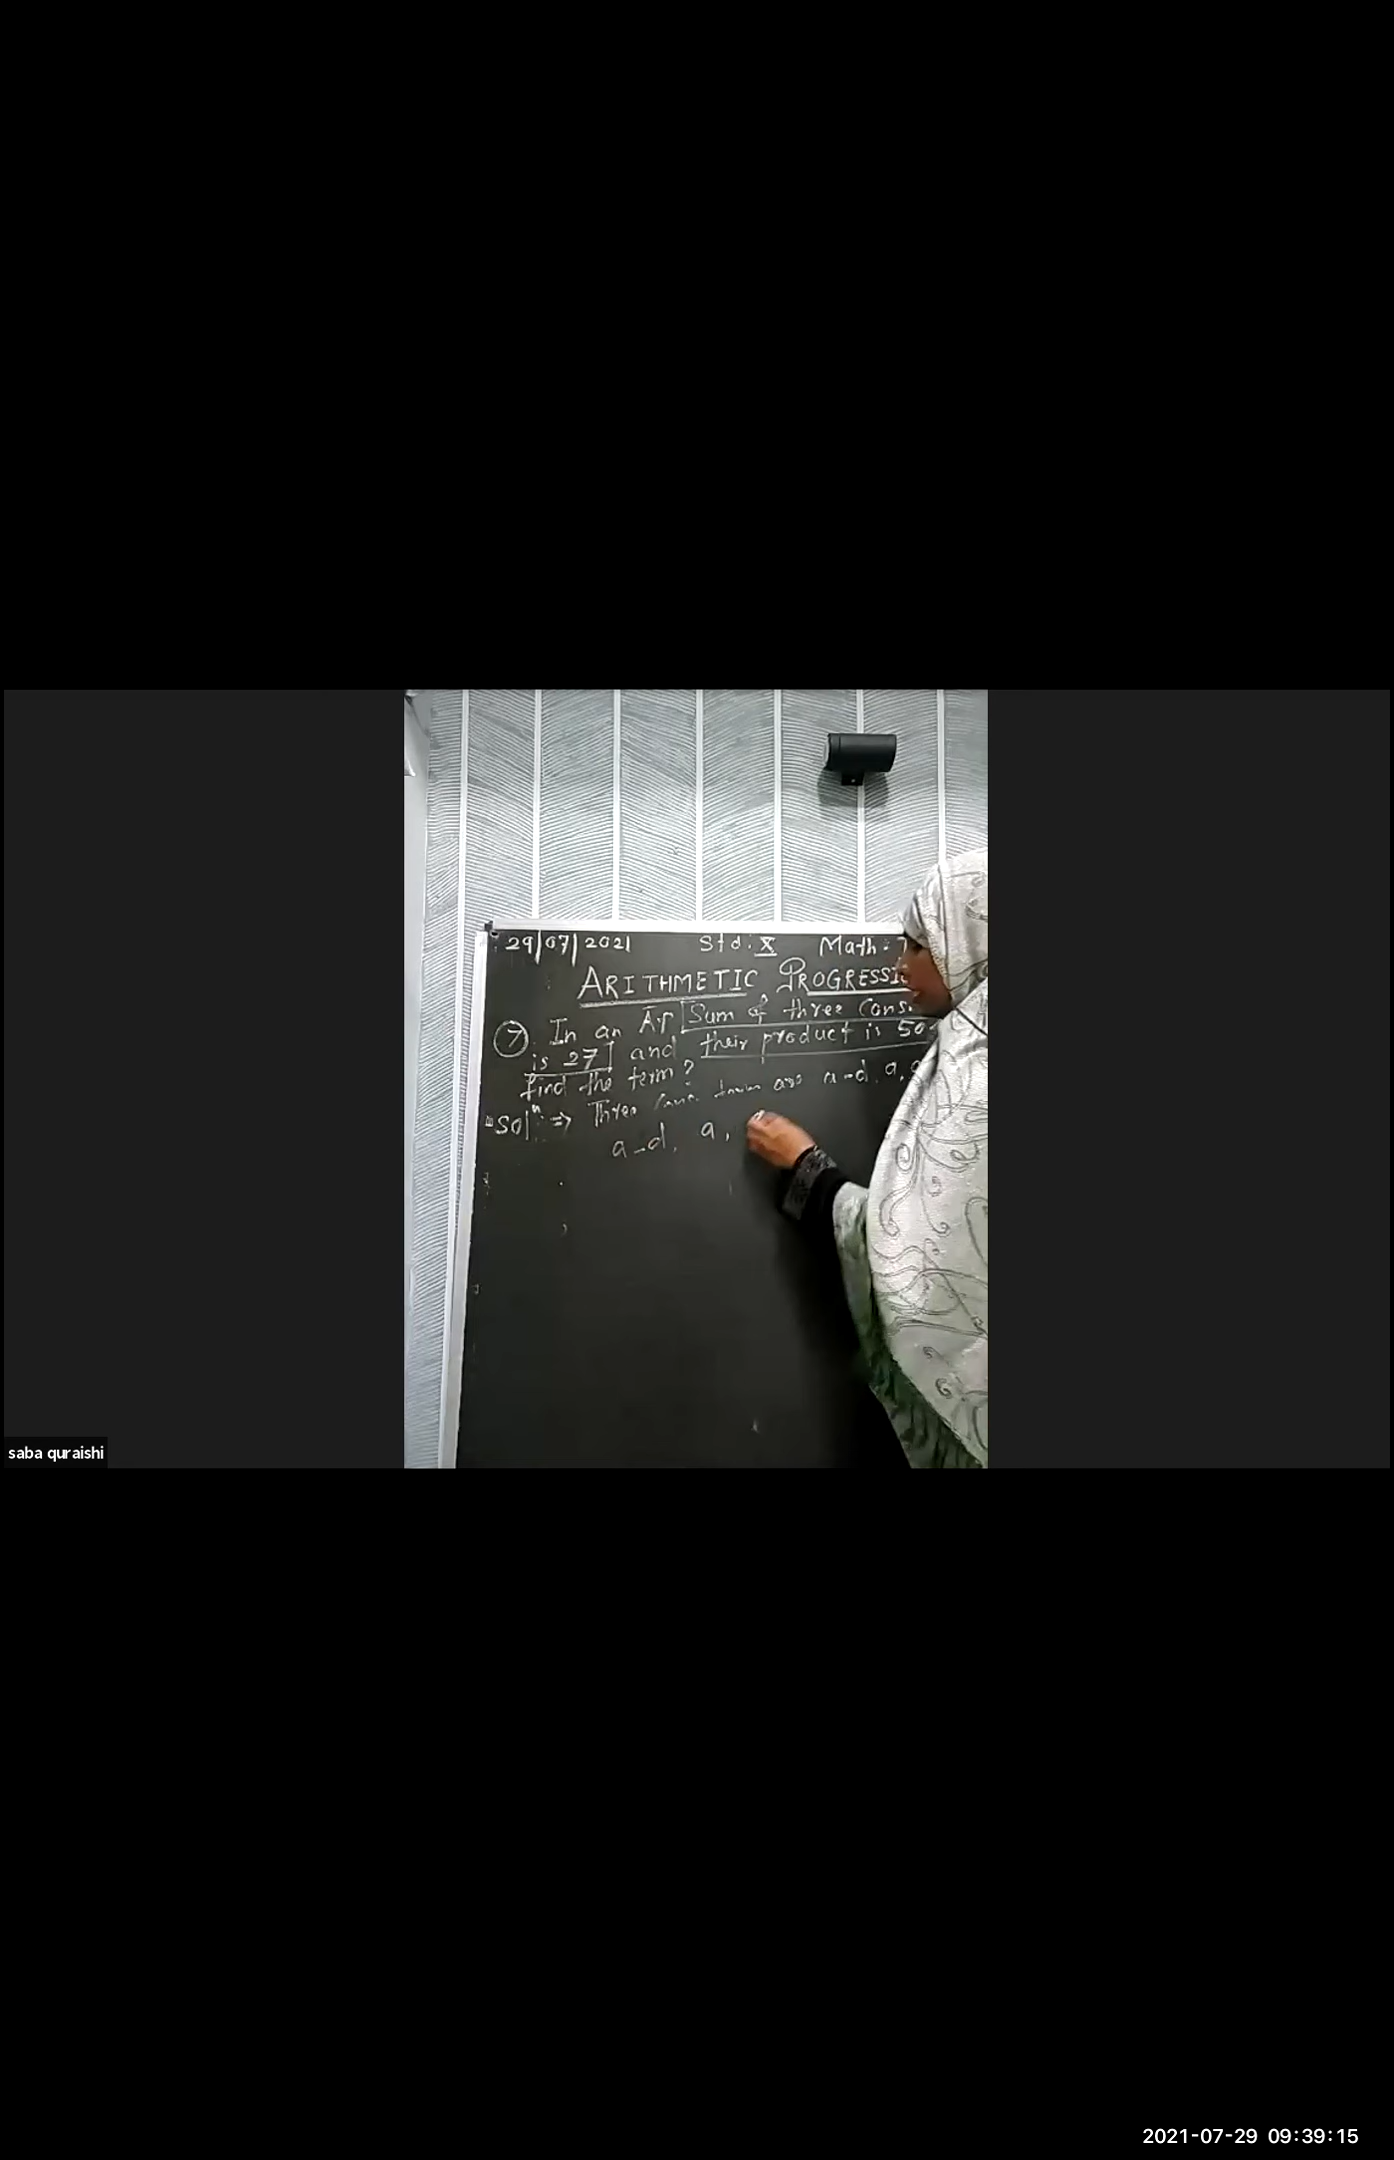 29/07/2021 Std: X Math:
ARITHMETIC PROGRESSI
7. In an AP [Sum of three Cons.
is 27] and their product is 50
find the term?
Solⁿ: => Three are a-d, a,
a-d, a,
saba quraishi
2021-07-29 09:39:15